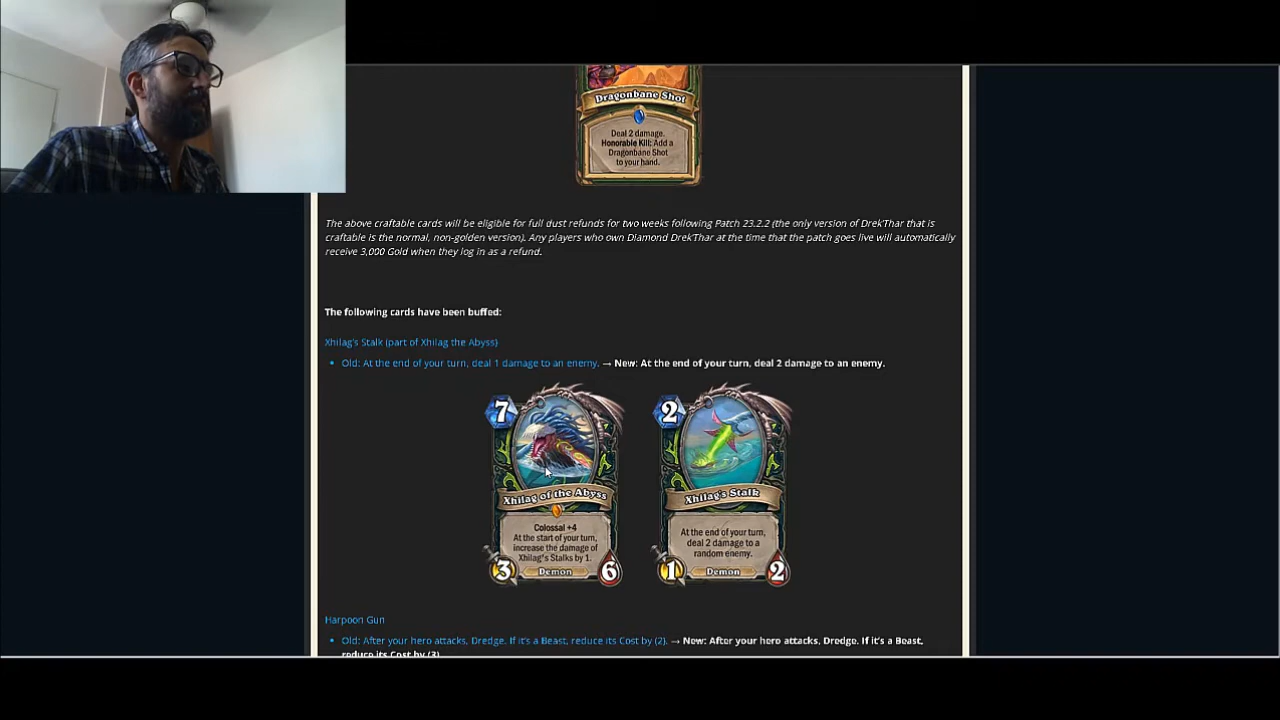 Dragonbane Shot
Deal 2 damage.
Honorable Kill: Add a
Dragonbane Shot
to your hand.
The above craftable cards will be eligible for full dust refunds for two weeks following Patch 23.2.2 (the only version of Drek'Thar that is
craftable is the normal, non-golden version). Any players who own Diamond Drek'Thar at the time that the patch goes live will automatically
receive 3,000 Gold when they log in as a refund.
The following cards have been buffed:
Xhilag's Stalk (part of Xhilag the Abyss)
• Old: At the end of your turn, deal 1 damage to an enemy. → New: At the end of your turn, deal 2 damage to an enemy.
7
Xhilag of the Abyss
Colossal +4
At the start of your turn,
increase the damage of
Xhilag's Stalks by 1.
3 Demon 6
2
Xhilag's Stalk
At the end of your turn,
deal 2 damage to a
random enemy.
1 Demon 2
Harpoon Gun
• Old: After your hero attacks, Dredge. If it's a Beast, reduce its Cost by (2). → New: After your hero attacks, Dredge. If it's a Beast,
reduce its Cost by (3)